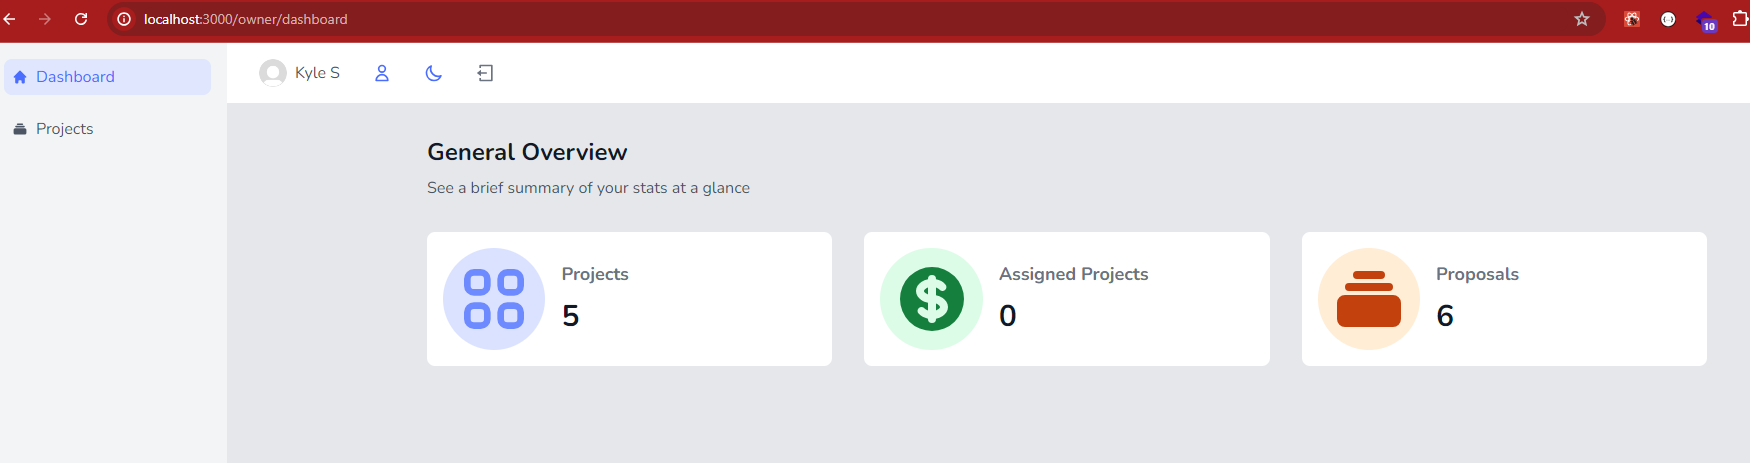 localhost:3000/owner/dashboard
10
Dashboard
Projects
Kyle S
General Overview
See a brief summary of your stats at a glance
Projects
5
Assigned Projects
0
Proposals
6